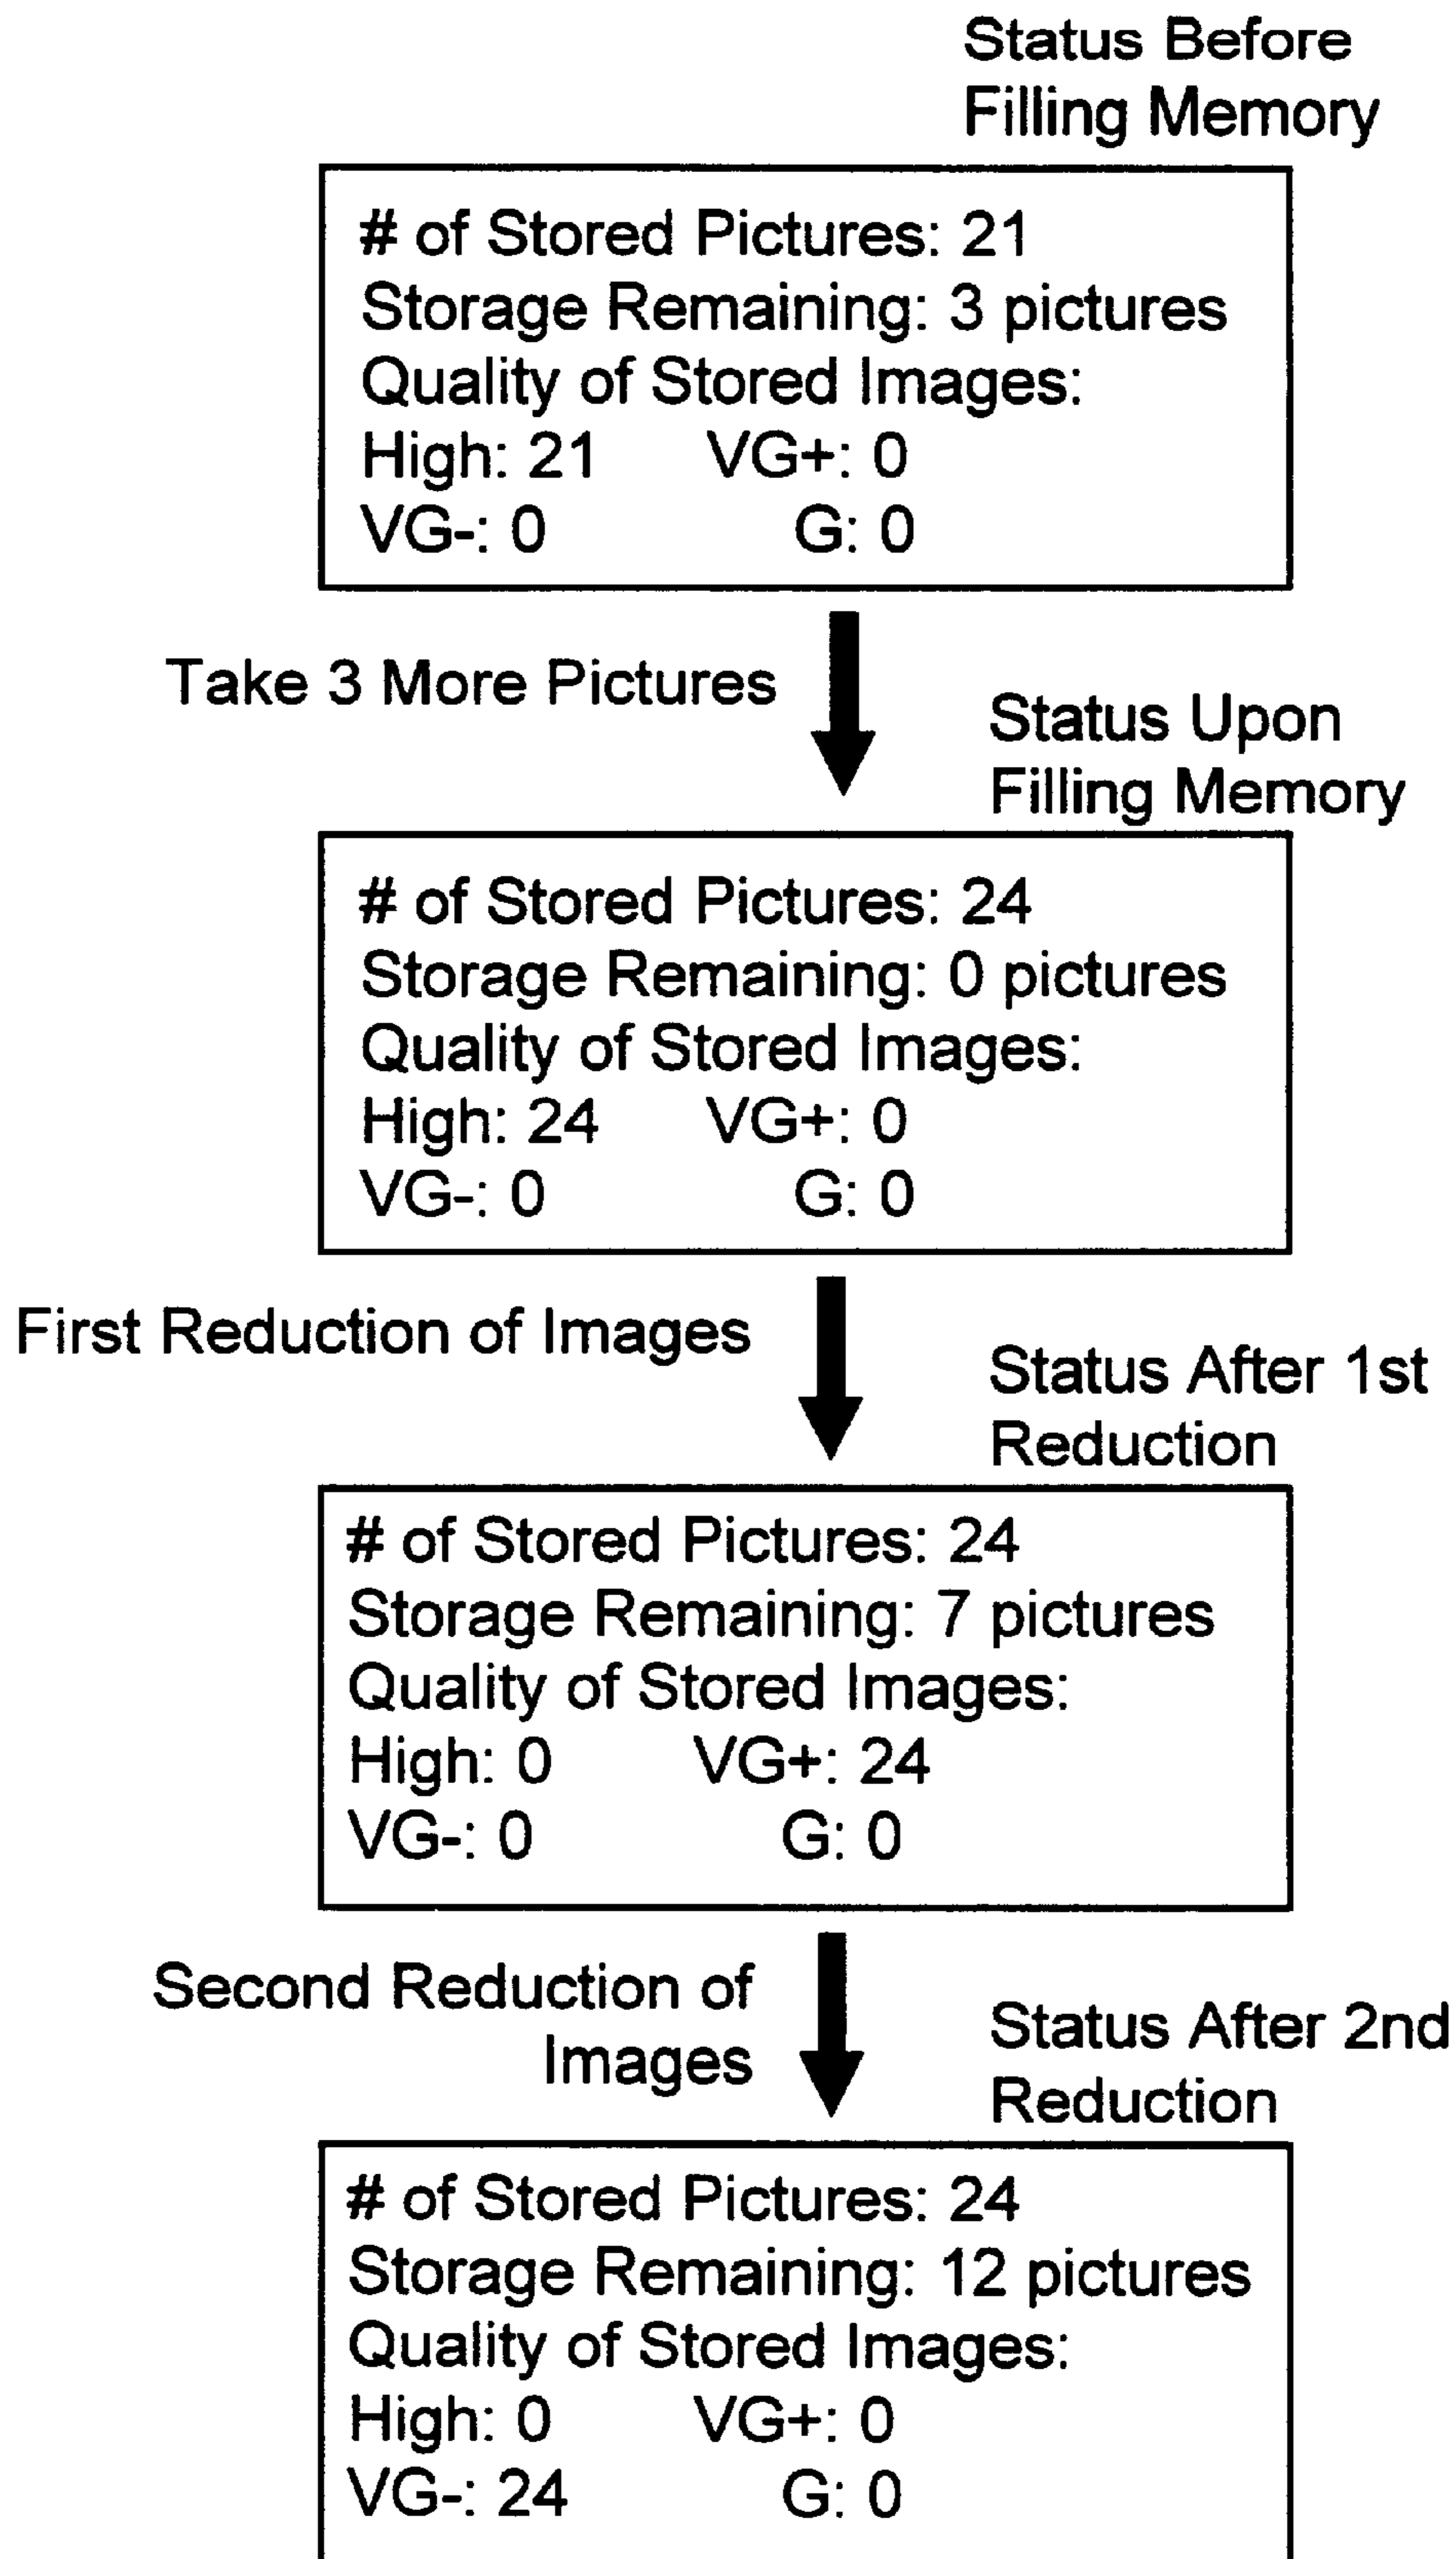 Status Before
Filling Memory
# of Stored Pictures: 21
Storage Remaining: 3 pictures
Quality of Stored Images:
High: 21 VG+: 0
VG-: 0 G: 0
Take 3 More Pictures
Status Upon
Filling Memory
# of Stored Pictures: 24
Storage Remaining: 0 pictures
Quality of Stored Images:
High: 24 VG+: 0
VG-: 0 G: 0
First Reduction of Images
Status After 1st
Reduction
# of Stored Pictures: 24
Storage Remaining: 7 pictures
Quality of Stored Images:
High: 0 VG+: 24
VG-: 0 G: 0
Second Reduction of
Images
Status After 2nd
Reduction
# of Stored Pictures: 24
Storage Remaining: 12 pictures
Quality of Stored Images:
High: 0 VG+: 0
VG-: 24 G: 0